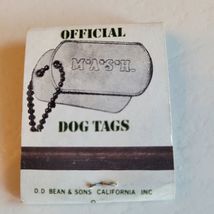 OFFICIAL
M*A*S*H.
DOG TAGS
D.D. BEAN & SONS CALIFORNIA INC